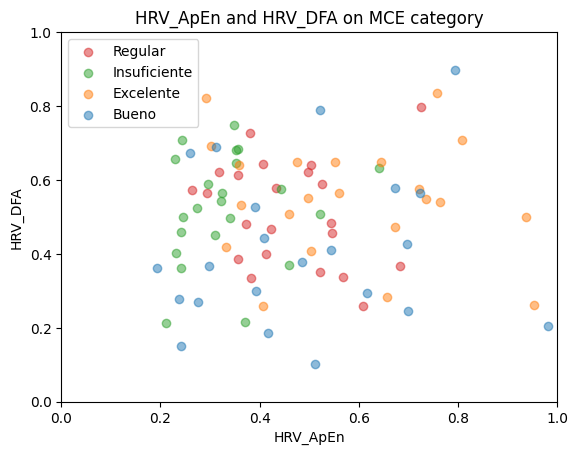 HRV_ApEn and HRV_DFA on MCE category
Regular
Insuficiente
Excelente
Bueno
1.0
0.8
0.6
0.4
0.2
0.0
HRV_DFA
0.0 0.2 0.4 0.6 0.8 1.0
HRV_ApEn